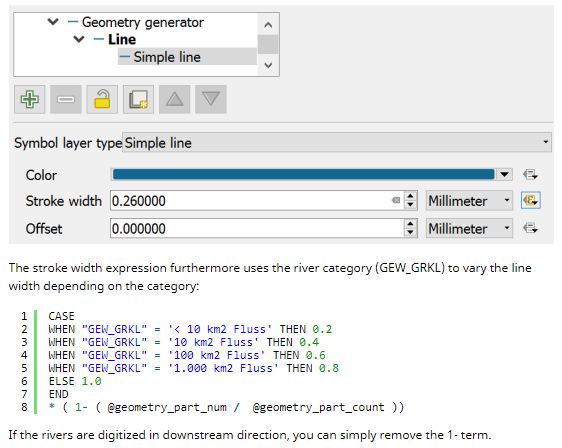 Geometry generator
Line
Simple line
Symbol layer type Simple line
Color
Stroke width 0.260000 Millimeter
Offset 0.000000 Millimeter
The stroke width expression furthermore uses the river category (GEW_GRKL) to vary the line
width depending on the category:
1 CASE
2 WHEN "GEW_GRKL" = '< 10 km2 Fluss' THEN 0.2
3 WHEN "GEW_GRKL" = '10 km2 Fluss' THEN 0.4
4 WHEN "GEW_GRKL" = '100 km2 Fluss' THEN 0.6
5 WHEN "GEW_GRKL" = '1.000 km2 Fluss' THEN 0.8
6 ELSE 1.0
7 END
8 * ( 1- ( @geometry_part_num / @geometry_part_count ))
If the rivers are digitized in downstream direction, you can simply remove the 1- term.